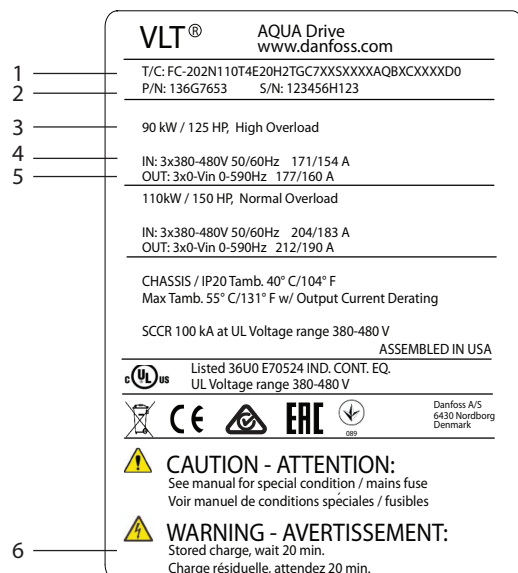 VLT® AQUA Drive
www.danfoss.com
1 T/C: FC-202N110T4E20H2TGC7XXSXXXXAQBXCXXXXD0
2 P/N: 136G7653 S/N: 123456H123
3 90 kW / 125 HP, High Overload
4 IN: 3x380-480V 50/60Hz 171/154 A
5 OUT: 3x0-Vin 0-590Hz 177/160 A
110kW / 150 HP, Normal Overload
IN: 3x380-480V 50/60Hz 204/183 A
OUT: 3x0-Vin 0-590Hz 212/190 A
CHASSIS / IP20 Tamb. 40° C/104° F
Max Tamb. 55° C/131° F w/ Output Current Derating
SCCR 100 kA at UL Voltage range 380-480 V
ASSEMBLED IN USA
c UL us Listed 36U0 E70524 IND. CONT. EQ.
UL Voltage range 380-480 V
CE EAC 089
Danfoss A/S
6430 Nordborg
Denmark
CAUTION - ATTENTION:
See manual for special condition / mains fuse
Voir manuel de conditions spéciales / fusibles
WARNING - AVERTISSEMENT:
6 Stored charge, wait 20 min.
Charge résiduelle, attendez 20 min.